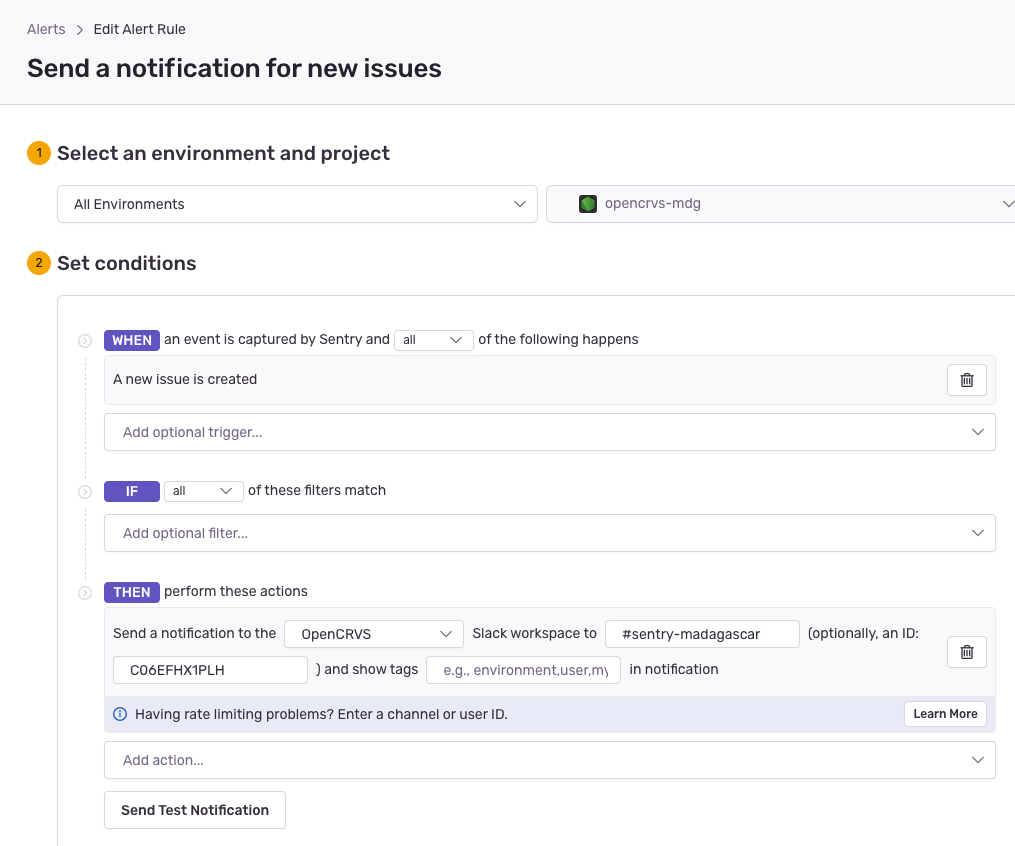 Alerts > Edit Alert Rule
Send a notification for new issues
1 Select an environment and project
All Environments opencrvs-mdg
2 Set conditions
WHEN an event is captured by Sentry and all of the following happens
A new issue is created
Add optional trigger...
IF all of these filters match
Add optional filter...
THEN perform these actions
Send a notification to the OpenCRVS Slack workspace to #sentry-madagascar (optionally, an ID:
C06EFHX1PLH ) and show tags e.g., environment,user,my in notification
Having rate limiting problems? Enter a channel or user ID. Learn More
Add action...
Send Test Notification